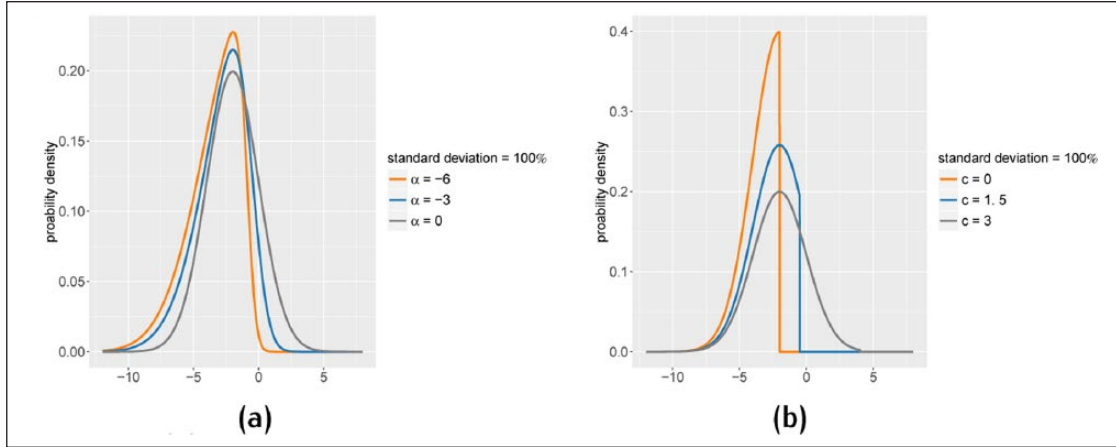 proability density
0.20
0.15
0.10
0.05
0.00
−10
−5
0
5
standard deviation = 100%
α = −6
α = −3
α = 0
(a)
proability density
0.4
0.3
0.2
0.1
0.0
−10
−5
0
5
standard deviation = 100%
c = 0
c = 1. 5
c = 3
(b)